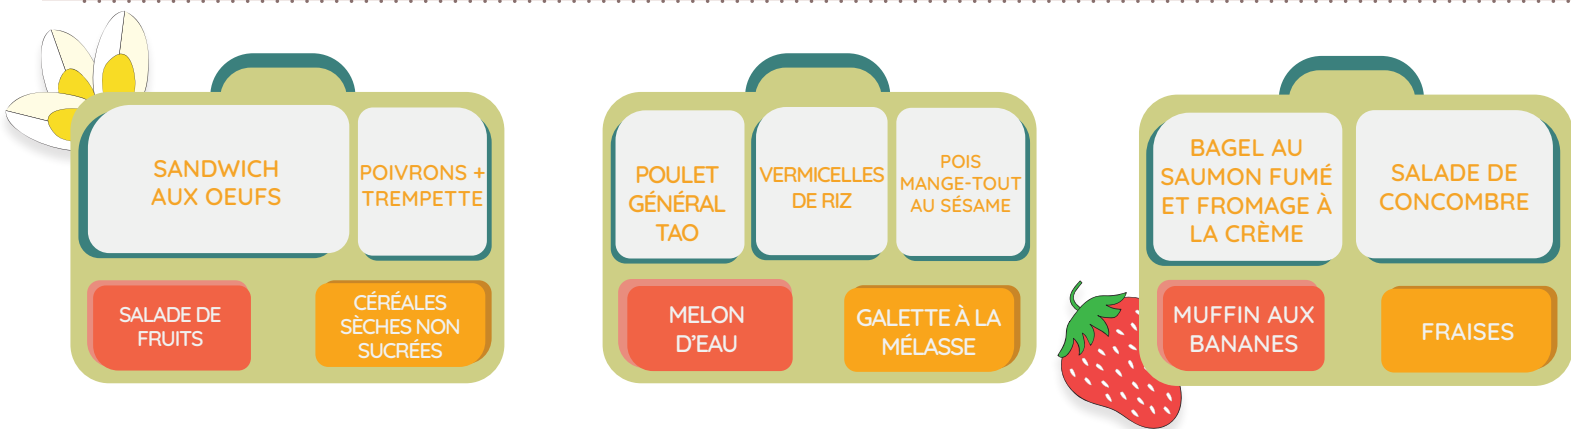 SANDWICH
AUX OEUFS
POIVRONS +
TREMPETTE
SALADE DE
FRUITS
CÉRÉALES
SÈCHES NON
SUCRÉES
POULET
GÉNÉRAL
TAO
VERMICELLES
DE RIZ
POIS
MANGE-TOUT
AU SÉSAME
MELON
D'EAU
GALETTE À LA
MÉLASSE
BAGEL AU
SAUMON FUMÉ
ET FROMAGE À
LA CRÈME
SALADE DE
CONCOMBRE
MUFFIN AUX
BANANES
FRAISES